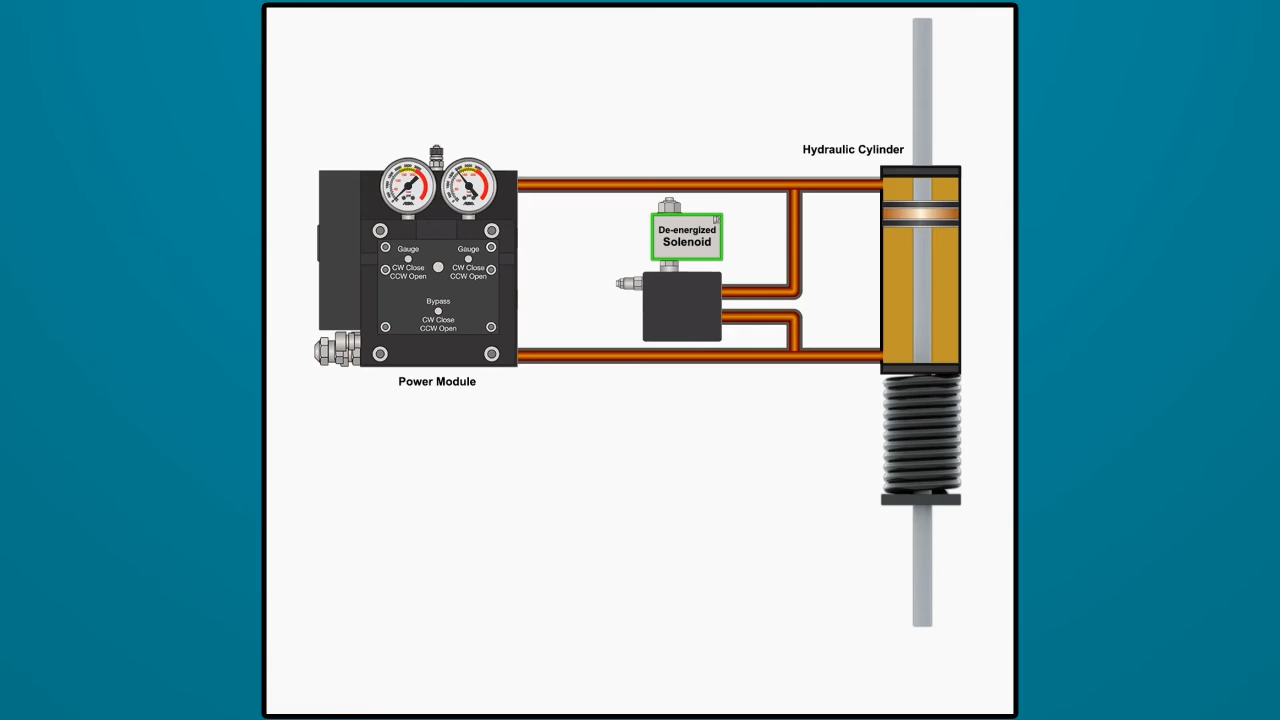 Hydraulic Cylinder
De-energized
Solenoid
Gauge
Gauge
CW Close
CCW Open
CW Close
CCW Open
Bypass
CW Close
CCW Open
Power Module